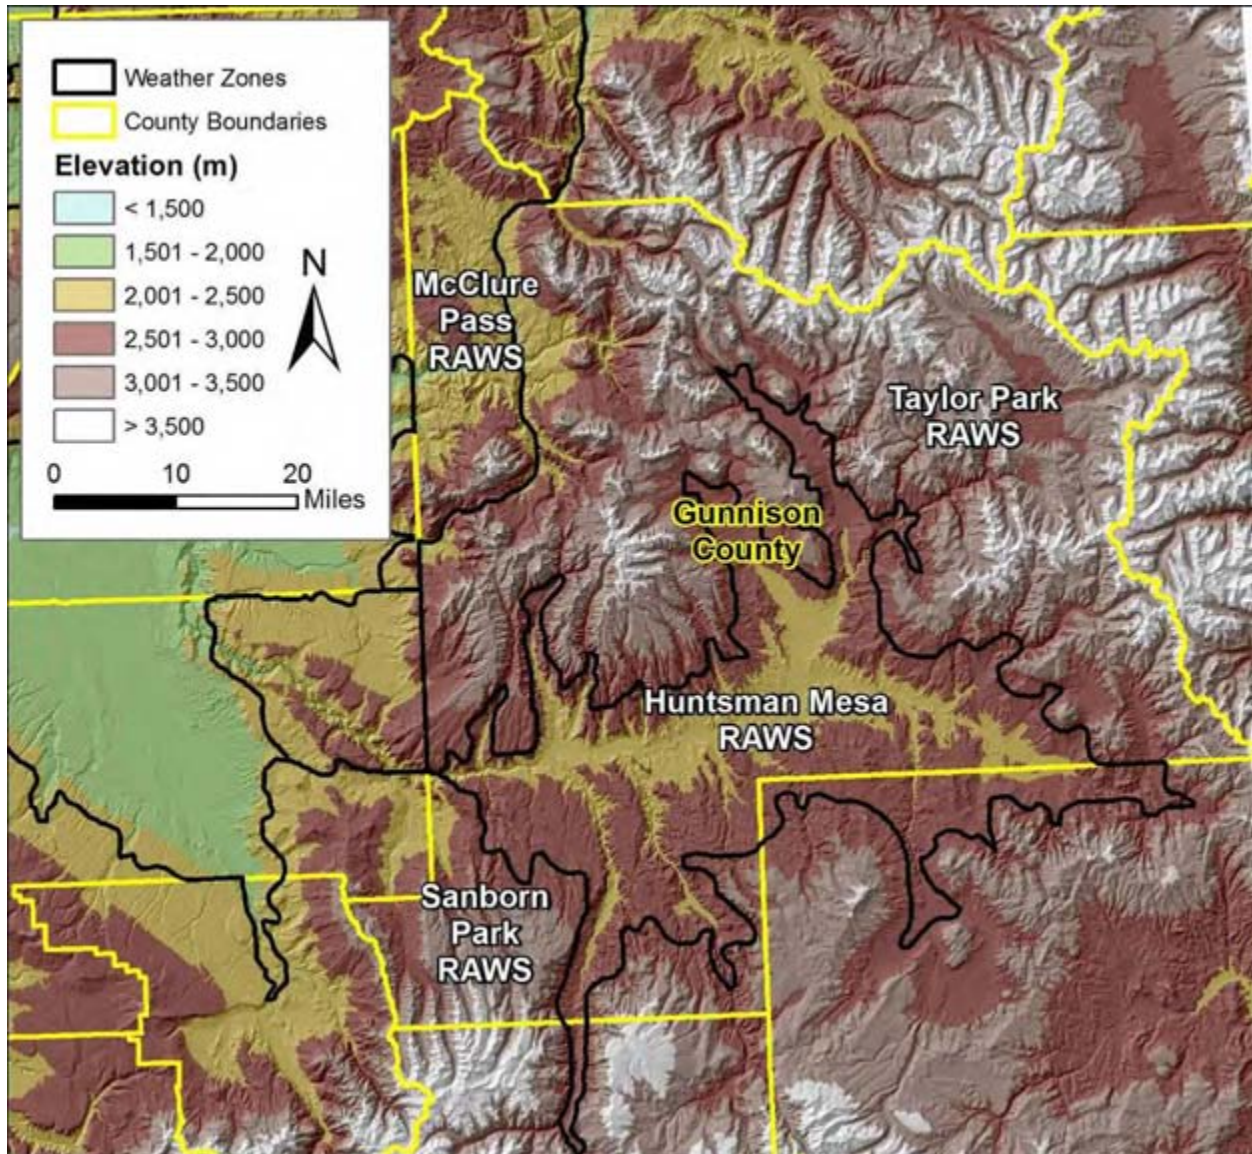 Weather Zones
County Boundaries
Elevation (m)
< 1,500
1,501 - 2,000
2,001 - 2,500
2,501 - 3,000
3,001 - 3,500
> 3,500
N
0 10 20
Miles
McClure
Pass
RAWS
Taylor Park
RAWS
Gunnison
County
Huntsman Mesa
RAWS
Sanborn
Park
RAWS